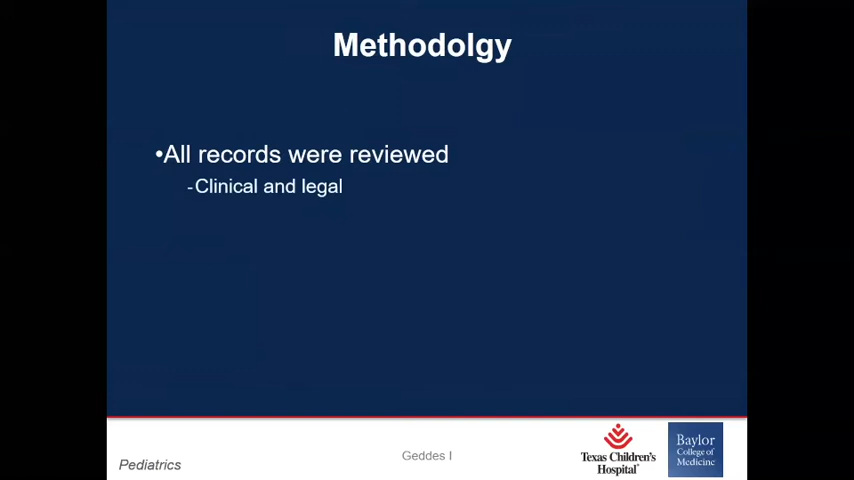 Methodolgy
•All records were reviewed
-Clinical and legal
Pediatrics
Geddes I
Texas Children's
Hospital®
Baylor
College of
Medicine